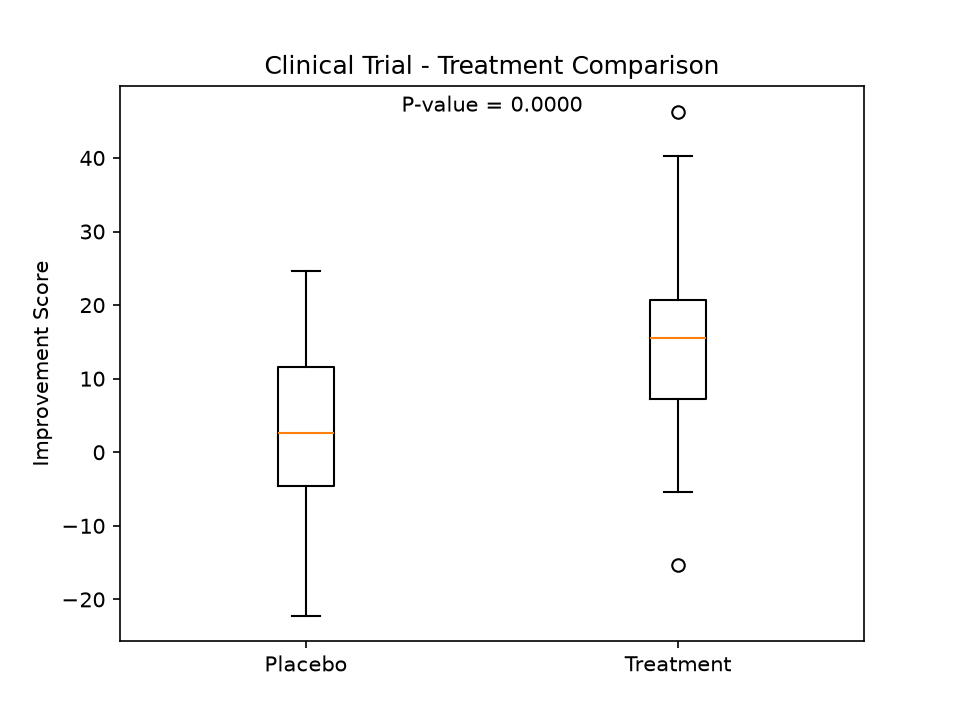 Clinical Trial - Treatment Comparison
P-value = 0.0000
Improvement Score
40
30
20
10
0
−10
−20
Placebo
Treatment